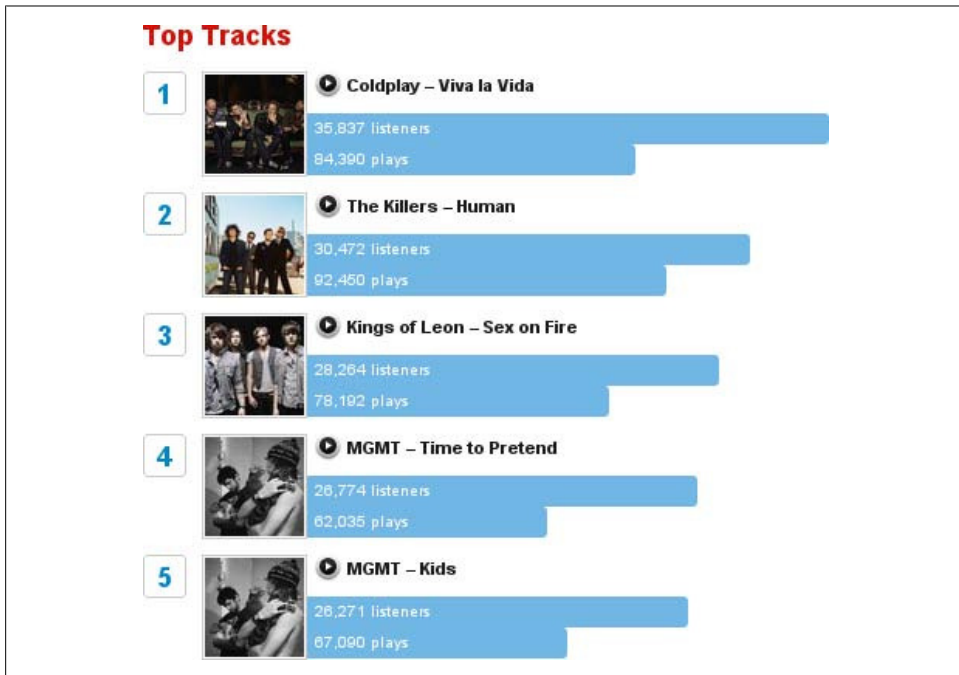 Top Tracks
1
Coldplay – Viva la Vida
35,837 listeners
84,390 plays
2
The Killers – Human
30,472 listeners
92,450 plays
3
Kings of Leon – Sex on Fire
28,264 listeners
78,192 plays
4
MGMT – Time to Pretend
26,774 listeners
62,035 plays
5
MGMT – Kids
26,271 listeners
67,090 plays